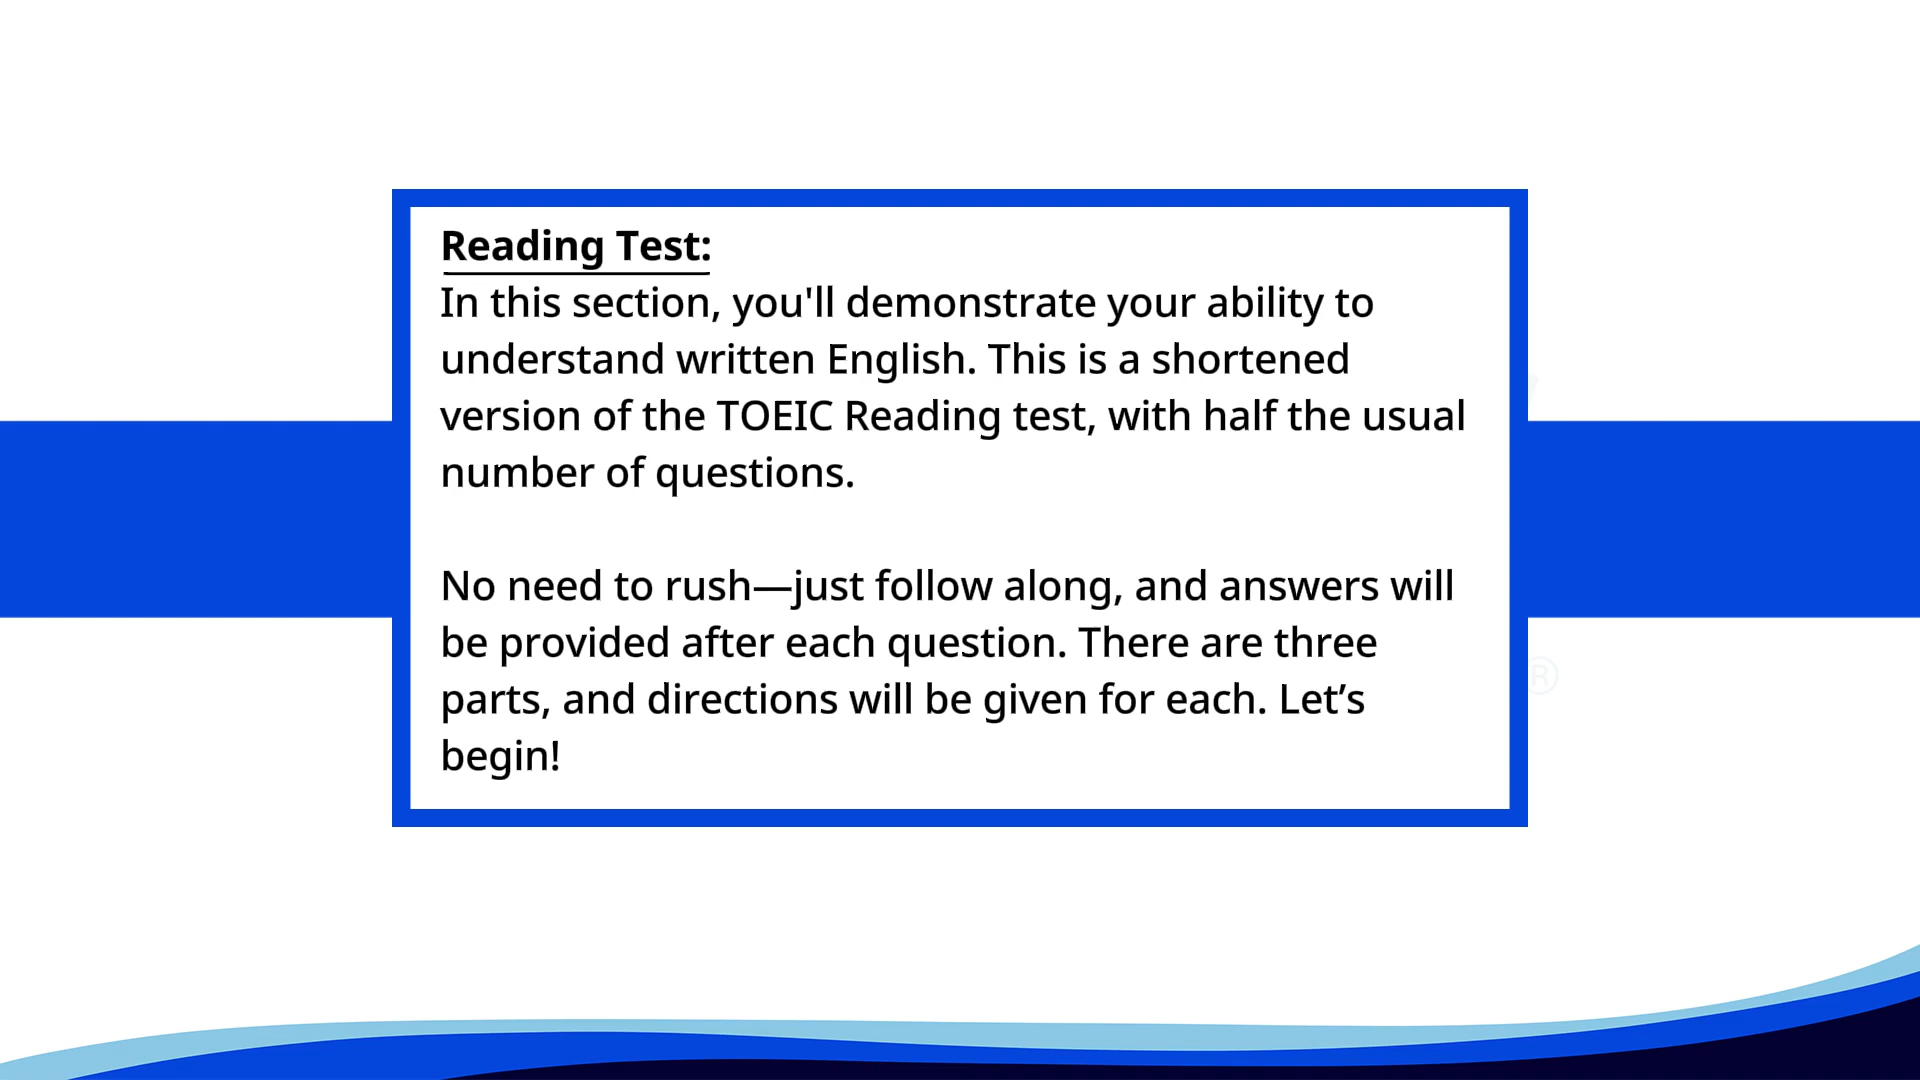 Reading Test:
In this section, you'll demonstrate your ability to
understand written English. This is a shortened
version of the TOEIC Reading test, with half the usual
number of questions.
No need to rush—just follow along, and answers will
be provided after each question. There are three
parts, and directions will be given for each. Let’s
begin!
®